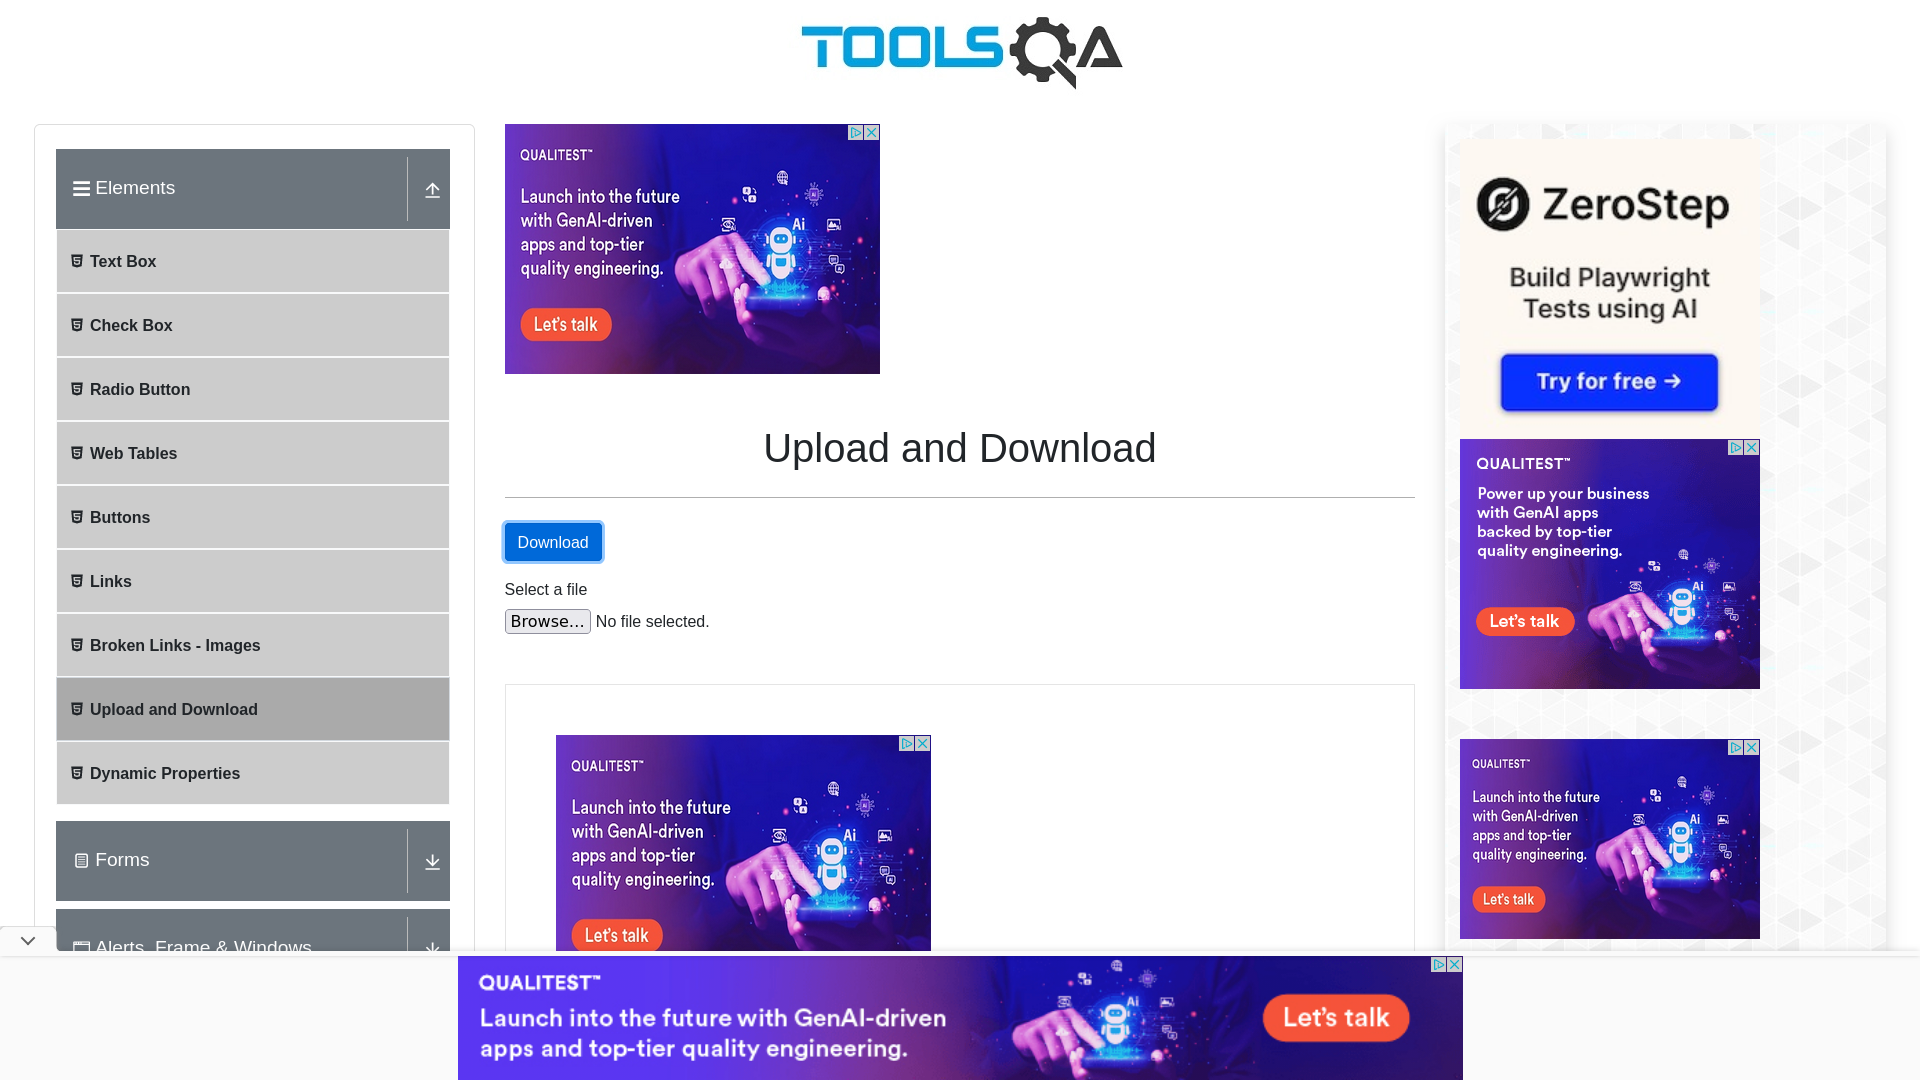 TOOLSQA
Elements
Text Box
Check Box
Radio Button
Web Tables
Buttons
Links
Broken Links - Images
Upload and Download
Dynamic Properties
Forms
Alerts, Frame & Windows
QUALITEST™
Launch into the future
with GenAI-driven
apps and top-tier
quality engineering.
Let's talk
Ai
Upload and Download
Download
Select a file
Browse... No file selected.
QUALITEST™
Launch into the future
with GenAI-driven
apps and top-tier
quality engineering.
Let's talk
Ai
ZeroStep
Build Playwright
Tests using AI
Try for free →
QUALITEST™
Power up your business
with GenAI apps
backed by top-tier
quality engineering.
Let's talk
Ai
QUALITEST™
Launch into the future
with GenAI-driven
apps and top-tier
quality engineering.
Let's talk
Ai
QUALITEST™
Launch into the future with GenAI-driven
apps and top-tier quality engineering.
Ai
Let's talk